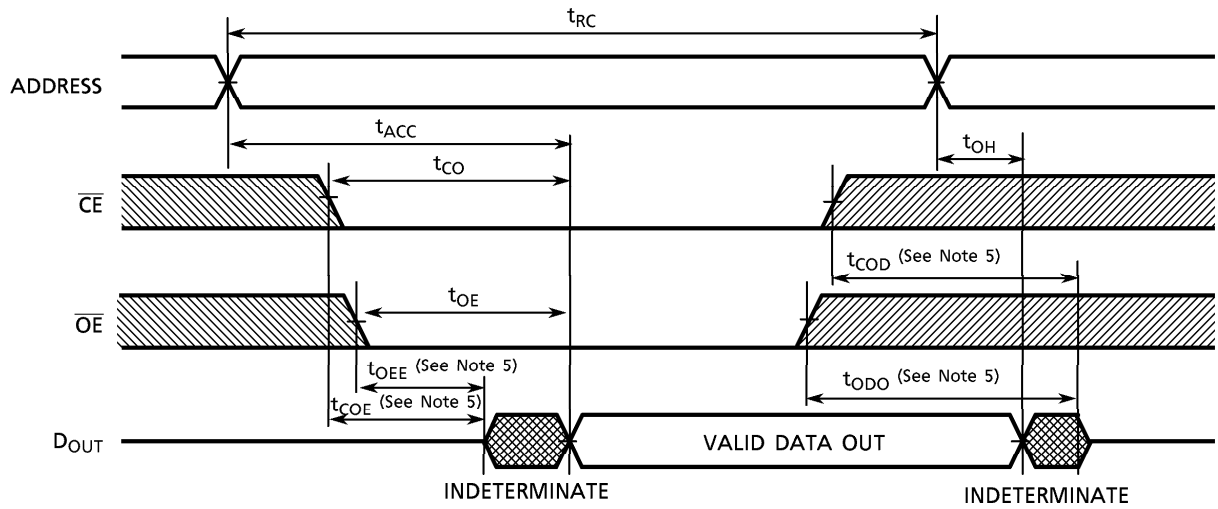 tRC
ADDRESS
tACC
tOH
tCO
CE
tCOD (See Note 5)
tOE
OE
tOEE (See Note 5)
tODO (See Note 5)
tCOE (See Note 5)
DOUT
VALID DATA OUT
INDETERMINATE
INDETERMINATE